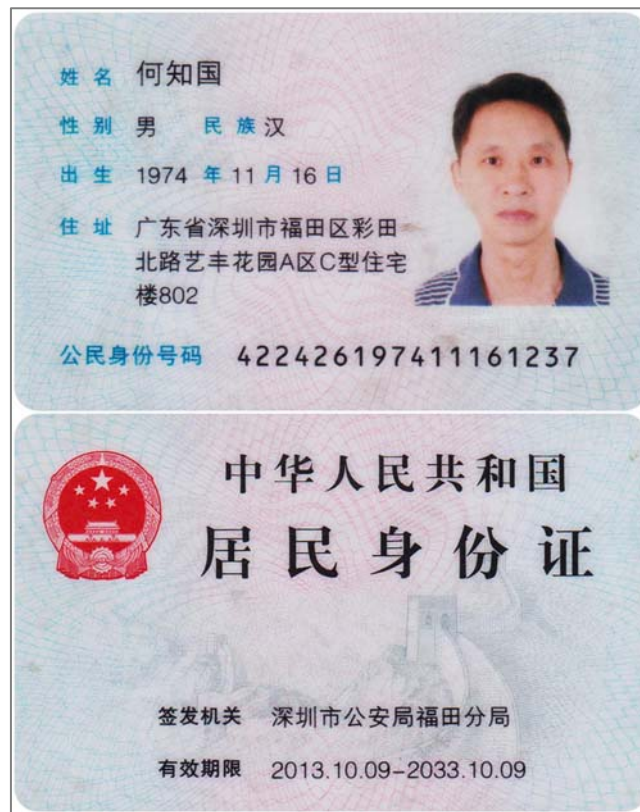 姓名 何知国
性别 男 民族 汉
出生 1974 年 11 月 16 日
住址 广东省深圳市福田区彩田
北路艺丰花园A区C型住宅
楼802
公民身份号码 422426197411161237
中华人民共和国
居民身份证
签发机关 深圳市公安局福田分局
有效期限 2013.10.09-2033.10.09